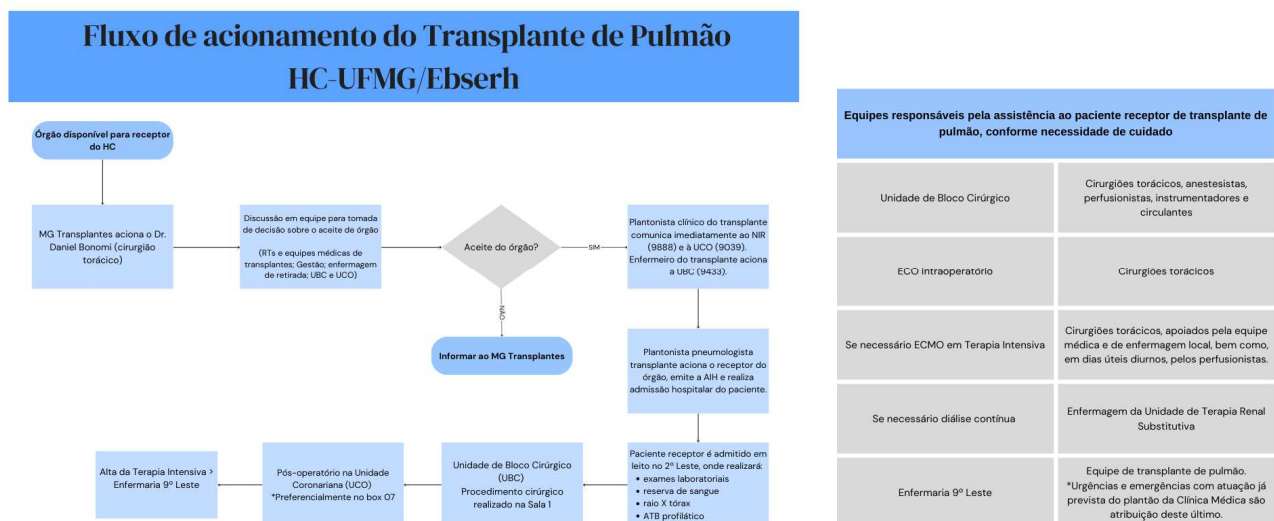 Fluxo de acionamento do Transplante de Pulmão
HC-UFMG/Ebserh
Órgão disponível para receptor
do HC
MG Transplantes aciona o Dr.
Daniel Bonomi (cirurgião
torácico)
Discussão em equipe para tomada
de decisão sobre o aceite de órgão
(RTs e equipes médicas de
transplantes; Gestão; enfermagem
de retirada; UBC e UCO)
Aceite do órgão?
SIM
NÃO
Informar ao MG Transplantes
Plantonista clínico do transplante
comunica imediatamente ao NIR
(9888) e à UCO (9039).
Enfermeiro do transplante aciona
a UBC (9433).
Plantonista pneumologista
transplante aciona o receptor do
órgão, emite a AIH e realiza
admissão hospitalar do paciente.
Paciente receptor é admitido em
leito no 2º Leste, onde realizará:
• exames laboratoriais
• reserva de sangue
• raio X tórax
• ATB profilático
Unidade de Bloco Cirúrgico
(UBC)
Procedimento cirúrgico
realizado na Sala 1
Pós-operatório na Unidade
Coronariana (UCO)
*Preferencialmente no box 07
Alta da Terapia Intensiva >
Enfermaria 9º Leste
Equipes responsáveis pela assistência ao paciente receptor de transplante de
pulmão, conforme necessidade de cuidado
Unidade de Bloco Cirúrgico
Cirurgiões torácicos, anestesistas,
perfusionistas, instrumentadores e
circulantes
ECO intraoperatório
Cirurgiões torácicos
Se necessário ECMO em Terapia Intensiva
Cirurgiões torácicos, apoiados pela equipe
médica e de enfermagem local, bem como,
em dias úteis diurnos, pelos perfusionistas.
Se necessário diálise contínua
Enfermagem da Unidade de Terapia Renal
Substitutiva
Enfermaria 9º Leste
Equipe de transplante de pulmão.
*Urgências e emergências com atuação já
prevista do plantão da Clínica Médica são
atribuição deste último.